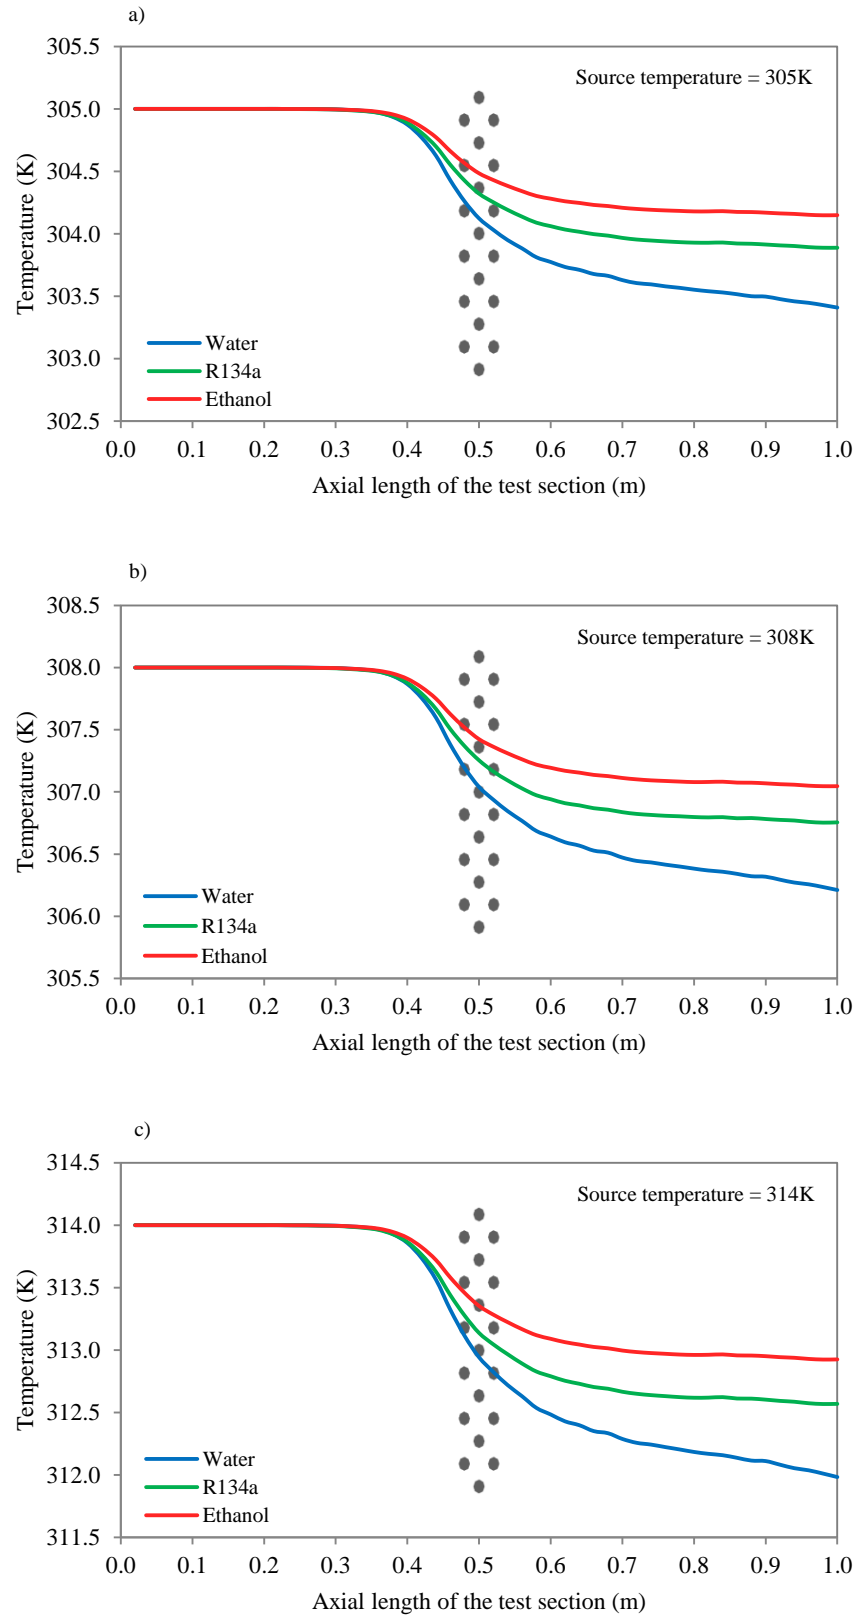 a)
305.5
305.0
304.5
304.0
303.5
303.0
302.5
Temperature (K)
Source temperature = 305K
Water
R134a
Ethanol
0.0 0.1 0.2 0.3 0.4 0.5 0.6 0.7 0.8 0.9 1.0
Axial length of the test section (m)
b)
308.5
308.0
307.5
307.0
306.5
306.0
305.5
Temperature (K)
Source temperature = 308K
Water
R134a
Ethanol
0.0 0.1 0.2 0.3 0.4 0.5 0.6 0.7 0.8 0.9 1.0
Axial length of the test section (m)
c)
314.5
314.0
313.5
313.0
312.5
312.0
311.5
Temperature (K)
Source temperature = 314K
Water
R134a
Ethanol
0.0 0.1 0.2 0.3 0.4 0.5 0.6 0.7 0.8 0.9 1.0
Axial length of the test section (m)